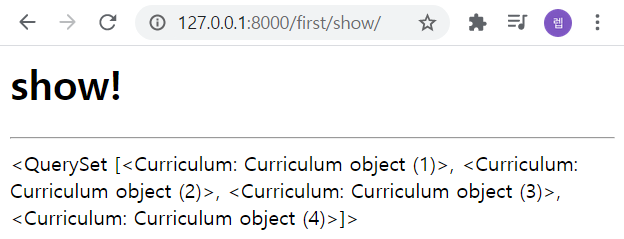 127.0.0.1:8000/first/show/
렙
show!
<QuerySet [<Curriculum: Curriculum object (1)>, <Curriculum:
Curriculum object (2)>, <Curriculum: Curriculum object (3)>,
<Curriculum: Curriculum object (4)>]>